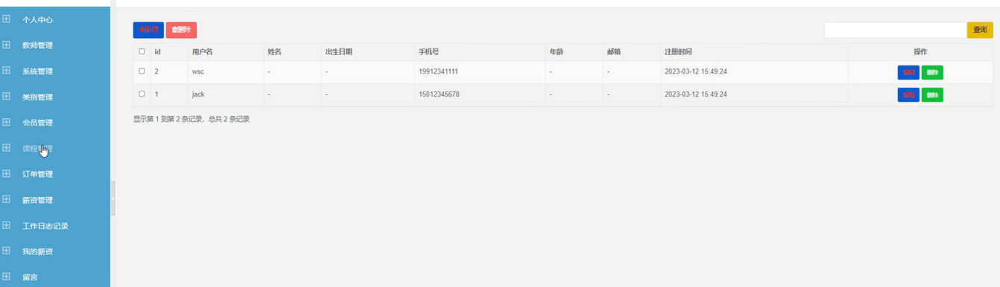 个人中心
教师管理
系统管理
类别管理
会员管理
课程管理
订单管理
薪资管理
工作日志记录
我的薪资
留言
新增 删除 查询
id 用户名 姓名 出生日期 手机号 年龄 邮箱 注册时间 操作
2 wsc - - 19912341111 - - 2023-03-12 15:49:24 编辑 删除
1 jack - - 15012345678 - - 2023-03-12 15:49:24 编辑 删除
显示第 1 到第 2 条记录，总共 2 条记录